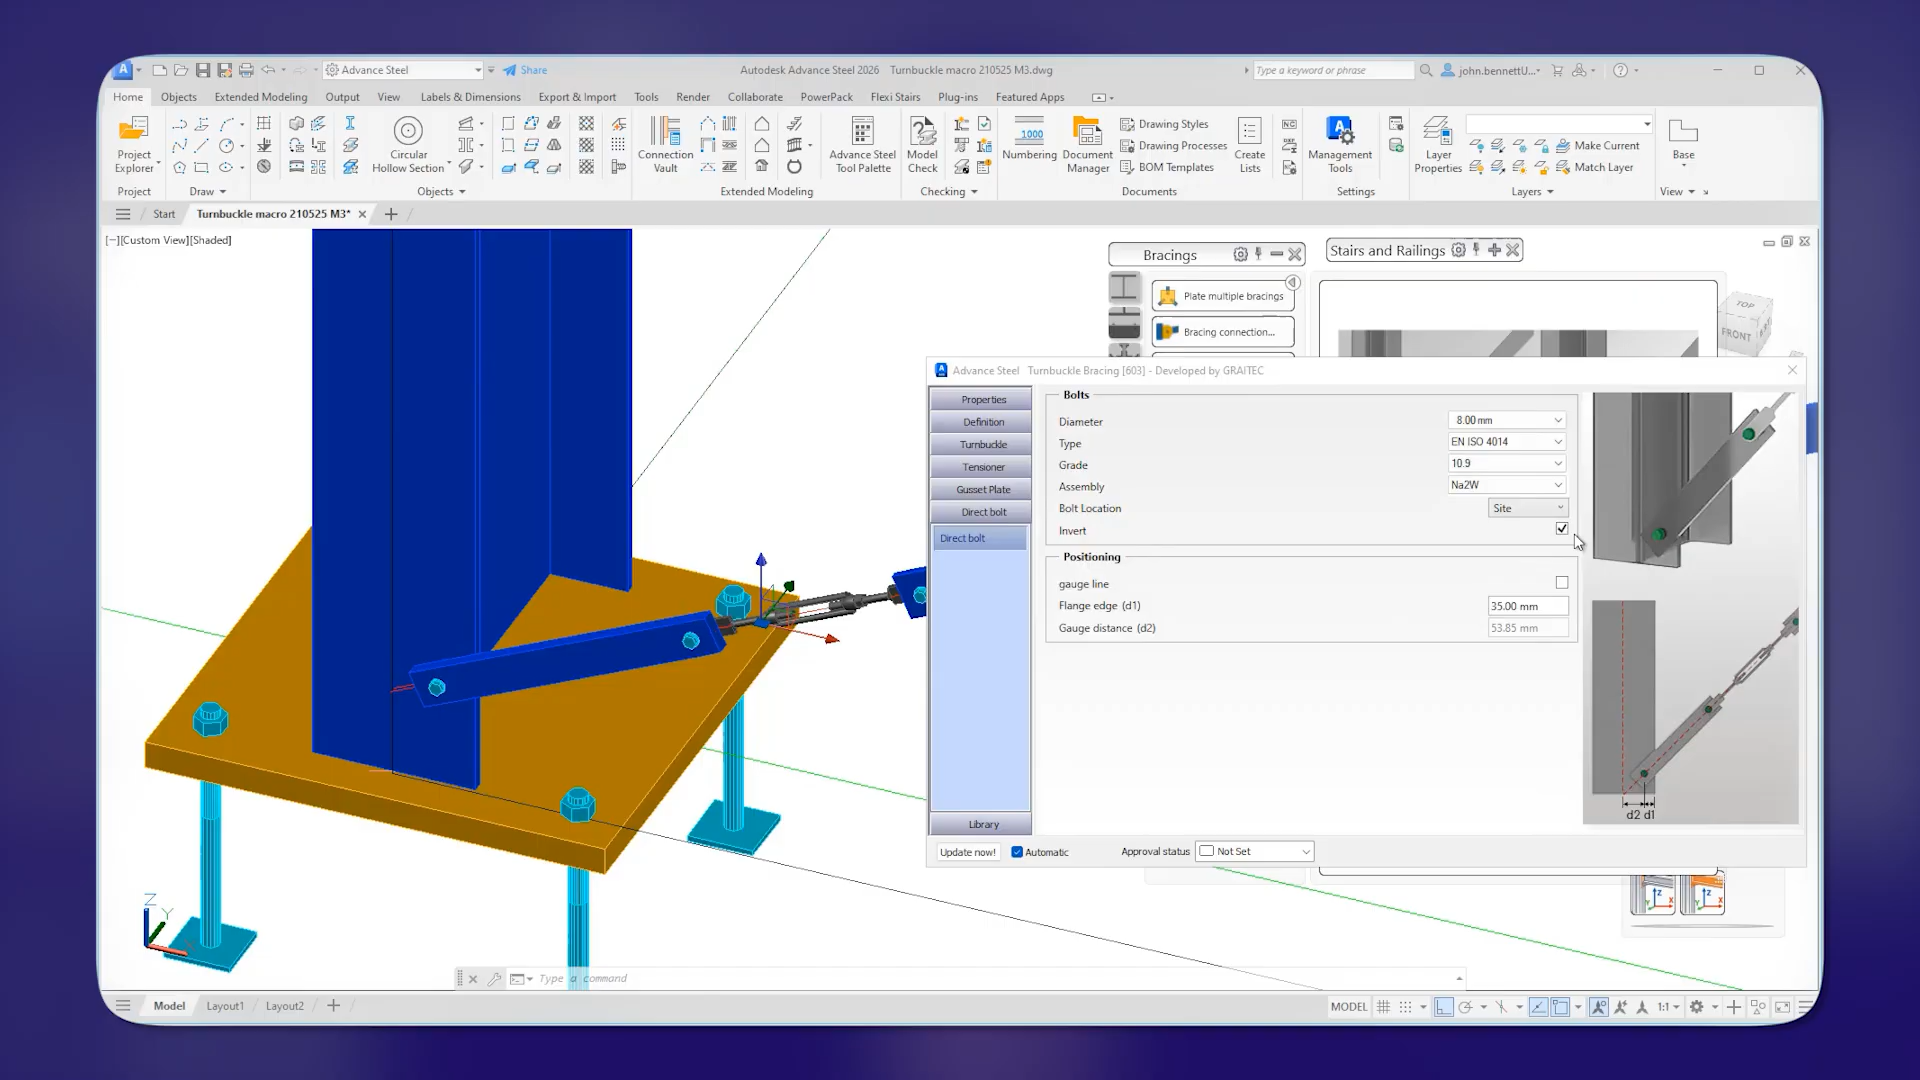 Advance Steel
Share
Autodesk Advance Steel 2026 Turnbuckle macro 210525 M3.dwg
Type a keyword or phrase
john.bennettU...
Home Objects Extended Modeling Output View Labels & Dimensions Export & Import Tools Render Collaborate PowerPack Flexi Stairs Plug-ins Featured Apps
Project Explorer
Circular Hollow Section
Connection Vault
Advance Steel Tool Palette
Model Check
1000
Numbering
Document Manager
Drawing Styles
Drawing Processes
BOM Templates
Create Lists
Management Tools
Layer Properties
Make Current
Match Layer
Base
Project Draw Objects Extended Modeling Checking Documents Settings Layers View
Start Turnbuckle macro 210525 M3*
[−][Custom View][Shaded]
Bracings
Stairs and Railings
Plate multiple bracings
Bracing connection...
TOP
FRONT
Advance Steel Turnbuckle Bracing [603] - Developed by GRAITEC
Properties
Definition
Turnbuckle
Tensioner
Gusset Plate
Direct bolt
Direct bolt
Library
Bolts
Diameter 8.00 mm
Type EN ISO 4014
Grade 10.9
Assembly Na2W
Bolt Location Site
Invert
Positioning
gauge line
Flange edge (d1) 35.00 mm
Gauge distance (d2) 53.85 mm
d2 d1
Update now! Automatic Approval status Not Set
Z
Y
Type a command
Model Layout1 Layout2
MODEL
1:1